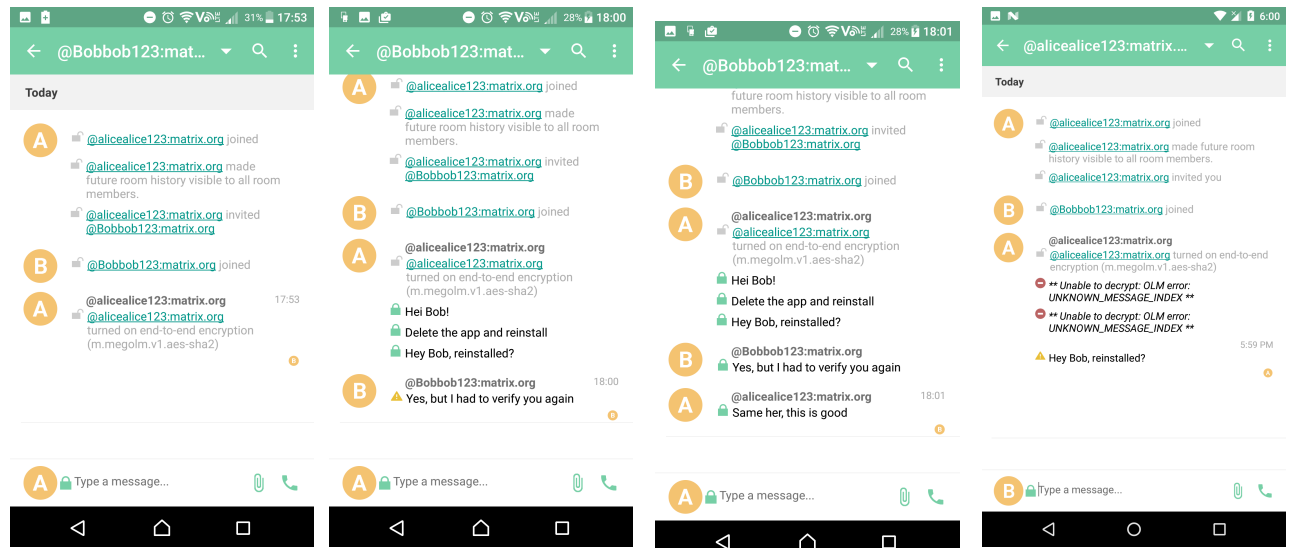 31% 17:53
@Bobbob123:mat...
Today
A
@alicealice123:matrix.org joined
@alicealice123:matrix.org made
future room history visible to all room
members.
@alicealice123:matrix.org invited
@Bobbob123:matrix.org
B
@Bobbob123:matrix.org joined
A
@alicealice123:matrix.org 17:53
@alicealice123:matrix.org
turned on end-to-end encryption
(m.megolm.v1.aes-sha2)
B
A
Type a message...
28% 18:00
@Bobbob123:mat...
A
@alicealice123:matrix.org joined
@alicealice123:matrix.org made
future room history visible to all room
members.
@alicealice123:matrix.org invited
@Bobbob123:matrix.org
B
@Bobbob123:matrix.org joined
A
@alicealice123:matrix.org
@alicealice123:matrix.org
turned on end-to-end encryption
(m.megolm.v1.aes-sha2)
Hei Bob!
Delete the app and reinstall
Hey Bob, reinstalled?
B
@Bobbob123:matrix.org 18:00
Yes, but I had to verify you again
B
A
Type a message...
28% 18:01
@Bobbob123:mat...
future room history visible to all room
members.
@alicealice123:matrix.org invited
@Bobbob123:matrix.org
B
@Bobbob123:matrix.org joined
A
@alicealice123:matrix.org
@alicealice123:matrix.org
turned on end-to-end encryption
(m.megolm.v1.aes-sha2)
Hei Bob!
Delete the app and reinstall
Hey Bob, reinstalled?
B
@Bobbob123:matrix.org
Yes, but I had to verify you again
A
@alicealice123:matrix.org 18:01
Same her, this is good
B
A
Type a message...
6:00
@alicealice123:matrix....
Today
A
@alicealice123:matrix.org joined
@alicealice123:matrix.org made future room
history visible to all room members.
@alicealice123:matrix.org invited you
B
@Bobbob123:matrix.org joined
A
@alicealice123:matrix.org
@alicealice123:matrix.org turned on end-to-end
encryption (m.megolm.v1.aes-sha2)
** Unable to decrypt: OLM error:
UNKNOWN_MESSAGE_INDEX **
** Unable to decrypt: OLM error:
UNKNOWN_MESSAGE_INDEX **
5:59 PM
Hey Bob, reinstalled?
A
B
Type a message...